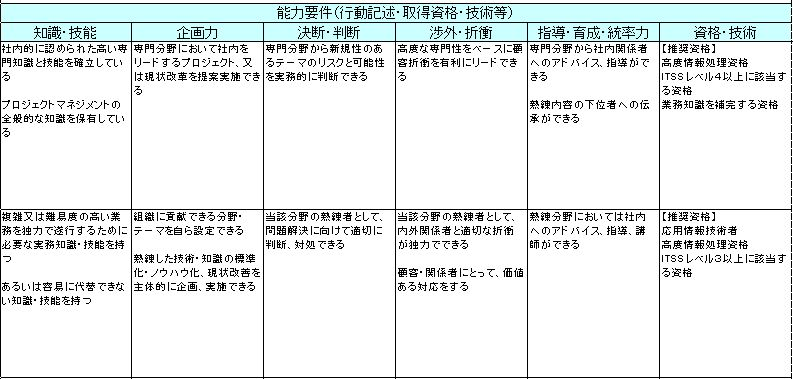 能力要件(行動記述・取得資格・技術等)
知識・技能
企画力
決断・判断
渉外・折衝
指導・育成・統率力
資格・技術
社内的に認められた高い専
門知識と技能を確立してい
る
プロジェクトマネジメントの
全般的な知識を保有してい
る
専門分野において社内を
リードするプロジェクト、又
は現状改革を提案実施でき
る
専門分野から新規性のあ
るテーマのリスクと可能性
を実務的に判断できる
高度な専門性をベースに顧
客折衝を有利にリードでき
る
専門分野から社内関係者
へのアドバイス、指導がで
きる
熟練内容の下位者への伝
承ができる
【推奨資格】
高度情報処理資格
ITSSレベル4以上に該当す
る資格
業務知識を補完する資格
複雑又は難易度の高い業
務を独力で遂行するために
必要な実務知識・技能を持
つ
あるいは容易に代替できな
い知識・技能を持つ
組織に貢献できる分野・
テーマを自ら設定できる
熟練した技術・知識の標準
化・ノウハウ化、現状改善を
主体的に企画、実施できる
当該分野の熟練者として、
問題解決に向けて適切に
判断、対処できる
当該分野の熟練者として、
内外関係者と適切な折衝
が独力でできる
顧客・関係者にとって、価値
ある対応をする
熟練分野においては社内
へのアドバイス、指導、講
師ができる
【推奨資格】
応用情報技術者
高度情報処理資格
ITSSレベル3以上に該当す
る資格